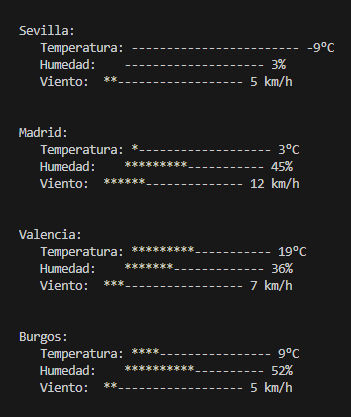 Sevilla:
Temperatura: ------------------------ -9ºC
Humedad: -------------------- 3%
Viento: **------------------ 5 km/h
Madrid:
Temperatura: *------------------- 3ºC
Humedad: *********----------- 45%
Viento: ******-------------- 12 km/h
Valencia:
Temperatura: *********----------- 19ºC
Humedad: *******------------- 36%
Viento: ***----------------- 7 km/h
Burgos:
Temperatura: ****---------------- 9ºC
Humedad: **********---------- 52%
Viento: **------------------ 5 km/h